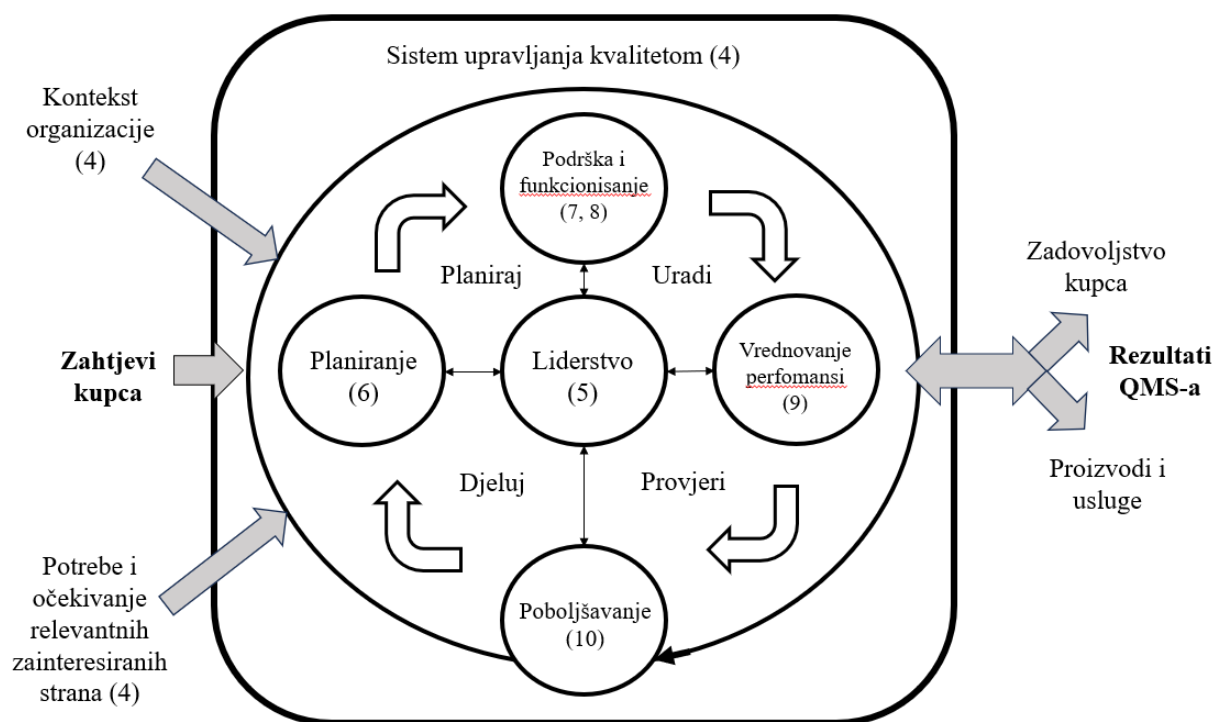 Sistem upravljanja kvalitetom (4)
Kontekst
organizacije
(4)
Podrška i
funkcionisanje
(7, 8)
Planiraj
Uradi
Zadovoljstvo
kupca
Zahtjevi
kupca
Planiranje
(6)
Liderstvo
(5)
Vrednovanje
perfomansi
(9)
Rezultati
QMS-a
Djeluj
Provjeri
Proizvodi i
usluge
Potrebe i
očekivanje
relevantnih
zainteresiranih
strana (4)
Poboljšavanje
(10)